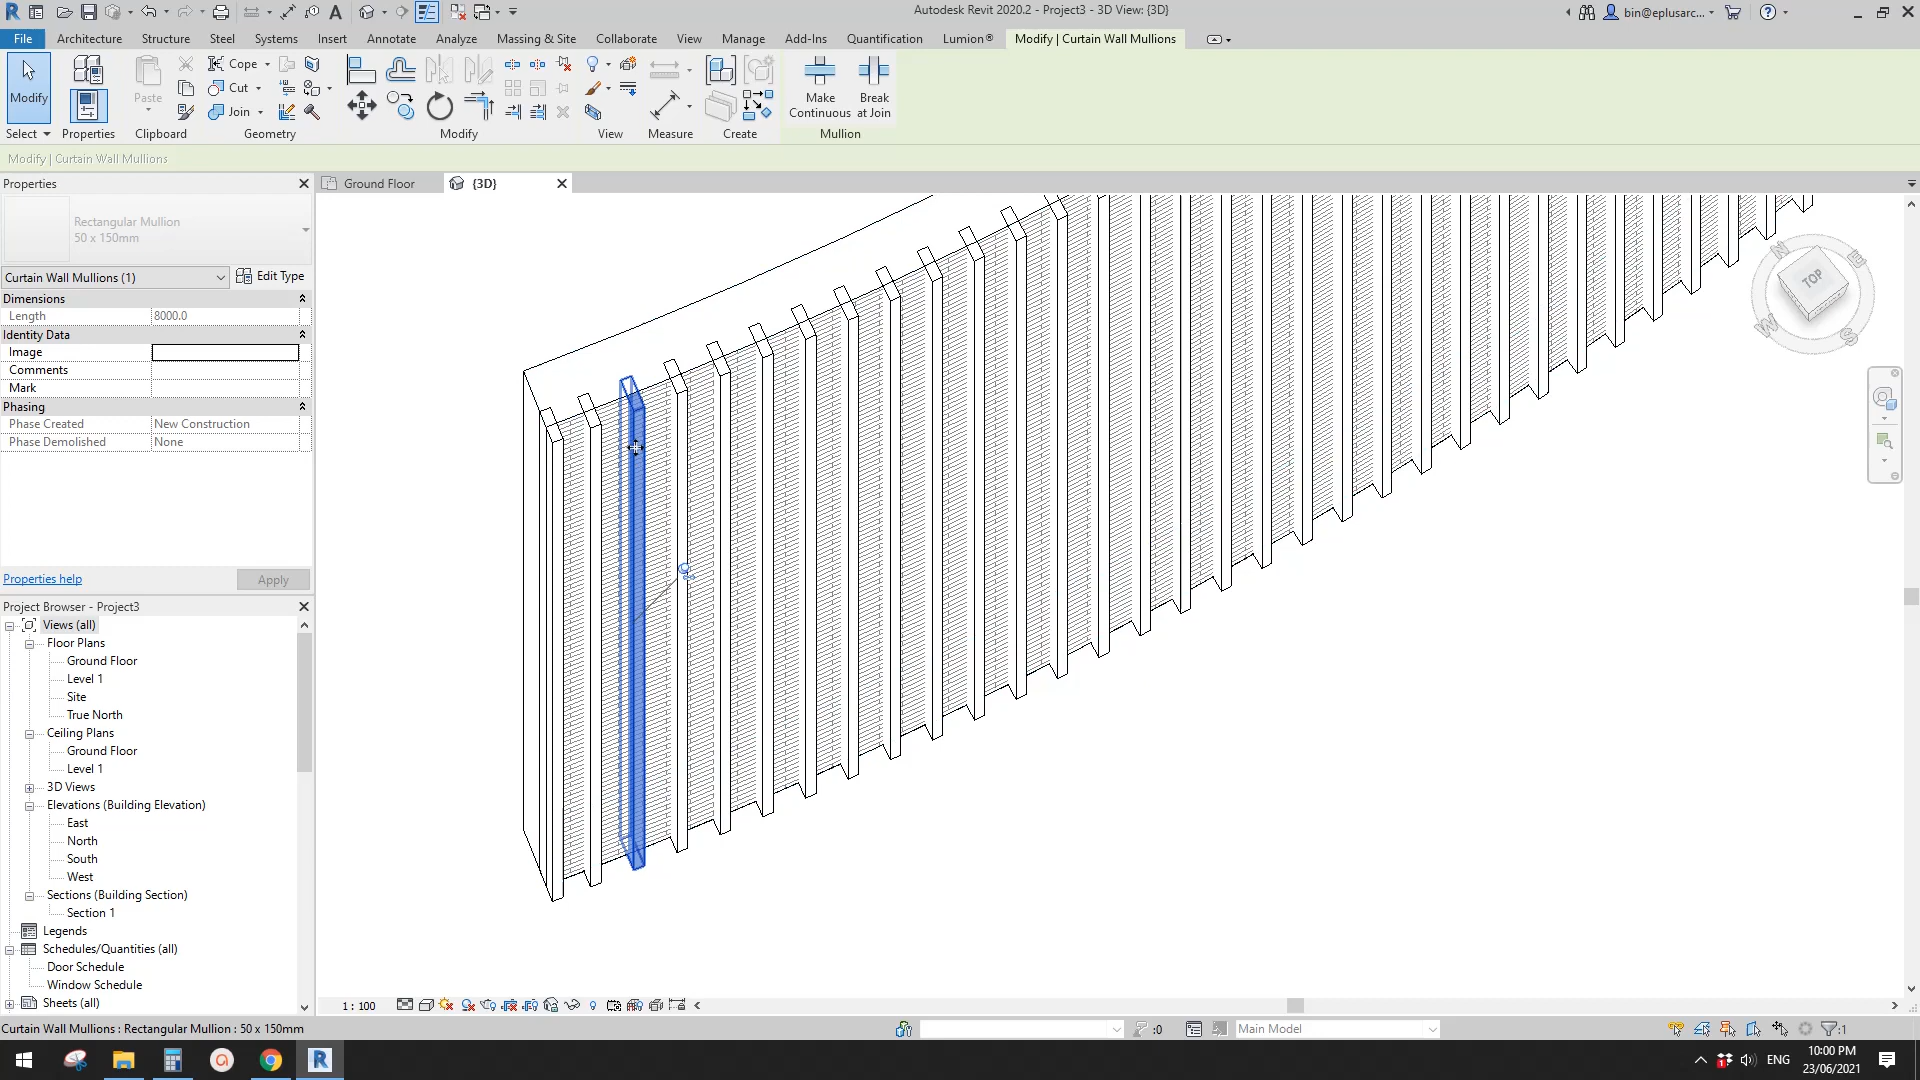 Autodesk Revit 2020.2 - Project3 - 3D View: {3D}
bin@eplusarc...
File Architecture Structure Steel Systems Insert Annotate Analyze Massing & Site Collaborate View Manage Add-Ins Quantification Lumion® Modify | Curtain Wall Mullions
Modify
Paste
Cope
Cut
Join
Make Continuous
Break at Join
Select Properties Clipboard Geometry Modify View Measure Create Mullion
Modify | Curtain Wall Mullions
Properties
Ground Floor
{3D}
Rectangular Mullion
50 x 150mm
Curtain Wall Mullions (1)
Edit Type
Dimensions
Length 8000.0
Identity Data
Image
Comments
Mark
Phasing
Phase Created New Construction
Phase Demolished None
Properties help
Apply
Project Browser - Project3
Views (all)
Floor Plans
Ground Floor
Level 1
Site
True North
Ceiling Plans
Ground Floor
Level 1
3D Views
Elevations (Building Elevation)
East
North
South
West
Sections (Building Section)
Section 1
Legends
Schedules/Quantities (all)
Door Schedule
Window Schedule
Sheets (all)
TOP
N
E
S
W
1 : 100
Curtain Wall Mullions : Rectangular Mullion : 50 x 150mm
:0
Main Model
:1
ENG
10:00 PM
23/06/2021